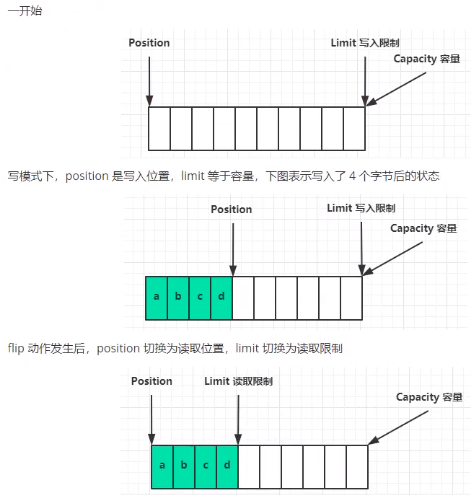 一开始
Position
Limit 写入限制
Capacity 容量
写模式下，position 是写入位置，limit 等于容量，下图表示写入了 4 个字节后的状态
Position
Limit 写入限制
Capacity 容量
a b c d
flip 动作发生后，position 切换为读取位置，limit 切换为读取限制
Position
Limit 读取限制
Capacity 容量
a b c d